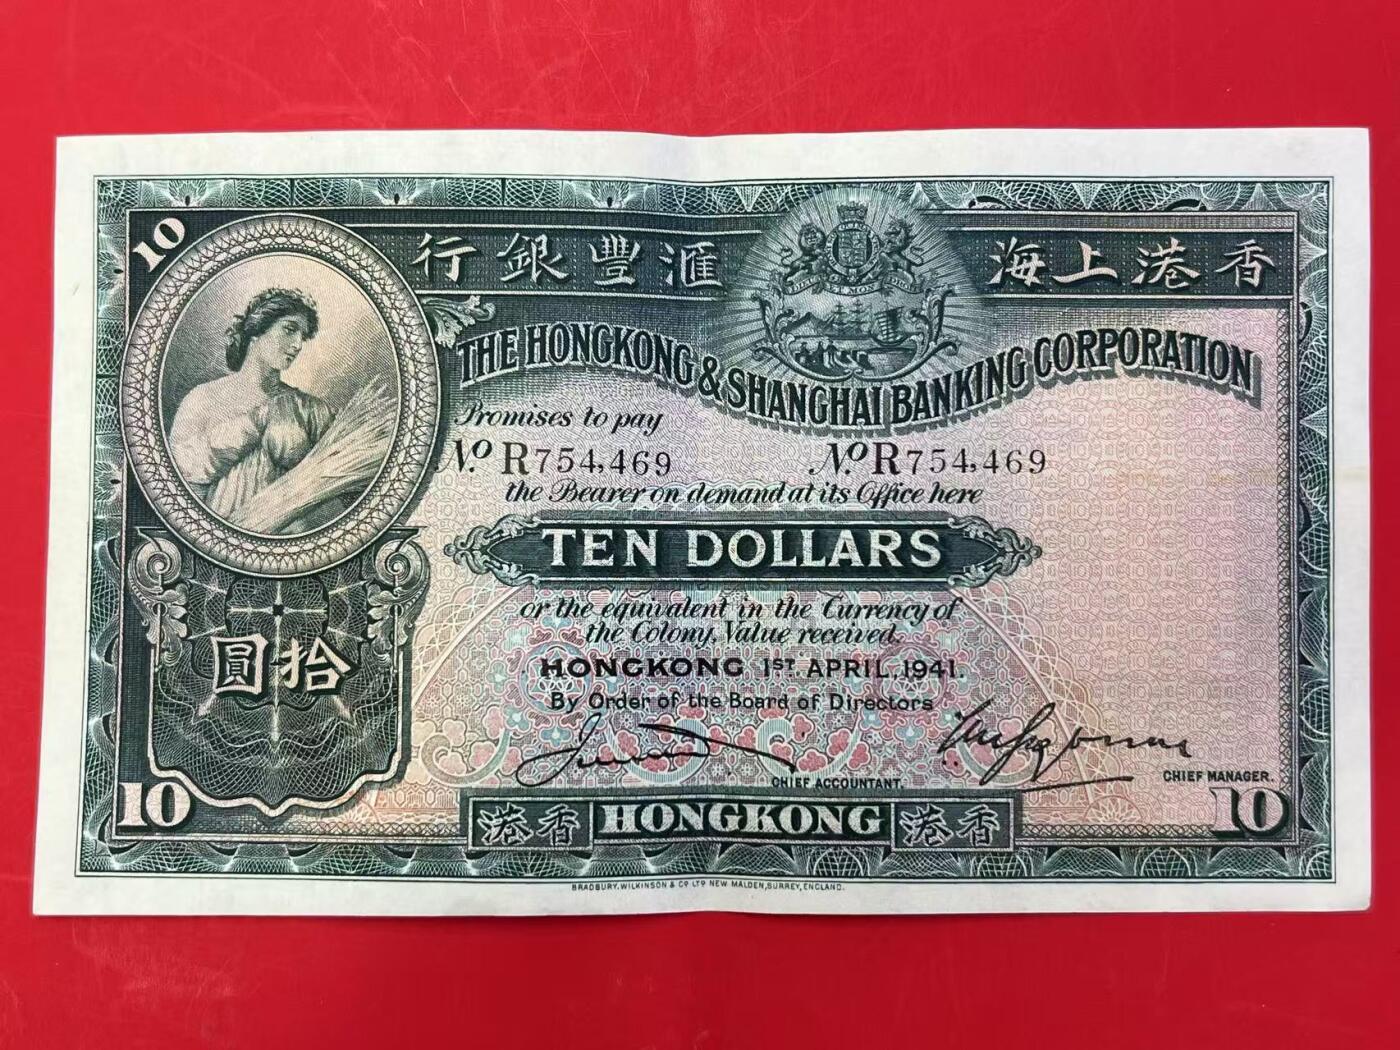 10
行銀豐滙 海上港香
THE HONGKONG & SHANGHAI BANKING CORPORATION
Promises to pay
No. R754,469 No. R754,469
the Bearer on demand at its Office here
TEN DOLLARS
or the equivalent in the Currency of
the Colony, Value received.
圓拾
HONGKONG 1ST APRIL, 1941.
By Order of the Board of Directors
CHIEF ACCOUNTANT. CHIEF MANAGER.
10 10
港香 HONGKONG 港香
BRADBURY, WILKINSON & Co LTD NEW MALDEN, SURREY, ENGLAND.